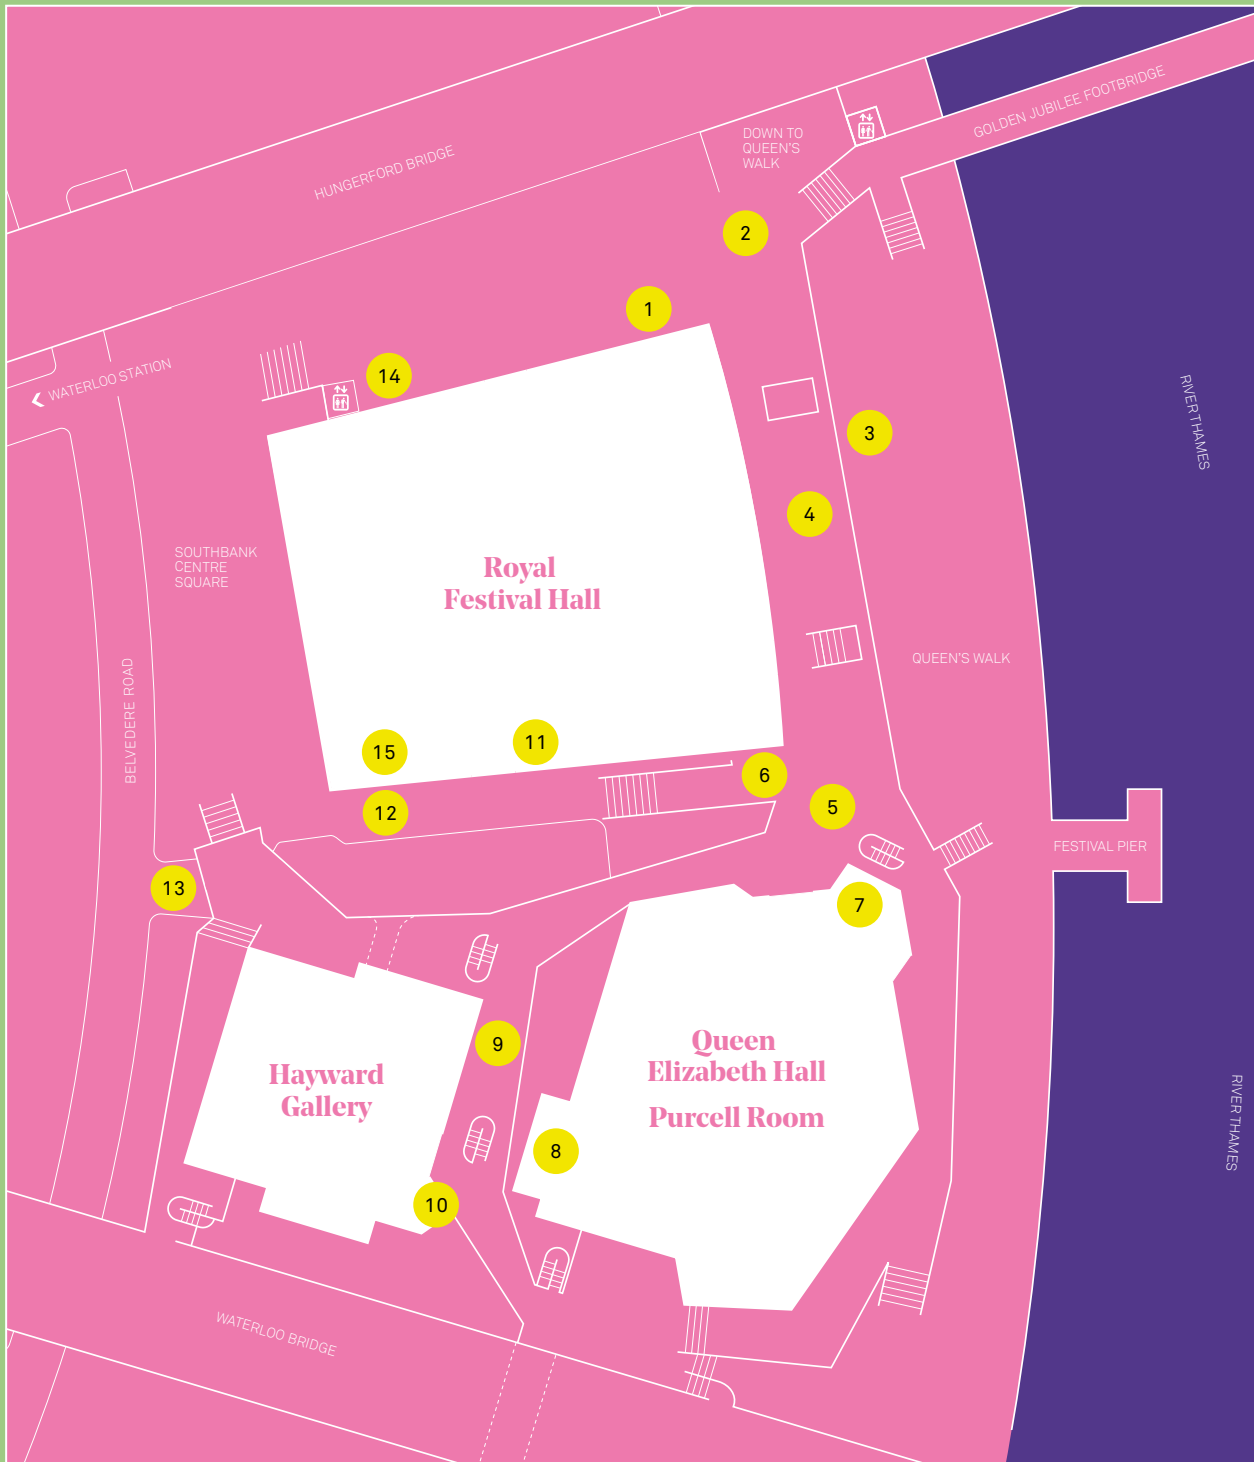 GOLDEN JUBILEE FOOTBRIDGE
DOWN TO
QUEEN'S
WALK
HUNGERFORD BRIDGE
2
1
WATERLOO STATION
14
3
RIVER THAMES
4
SOUTHBANK
CENTRE
SQUARE
Royal
Festival Hall
QUEEN'S WALK
BELVEDERE ROAD
15
11
6
12
5
FESTIVAL PIER
13
7
9
Queen
Elizabeth Hall
Purcell Room
Hayward
Gallery
8
RIVER THAMES
10
WATERLOO BRIDGE